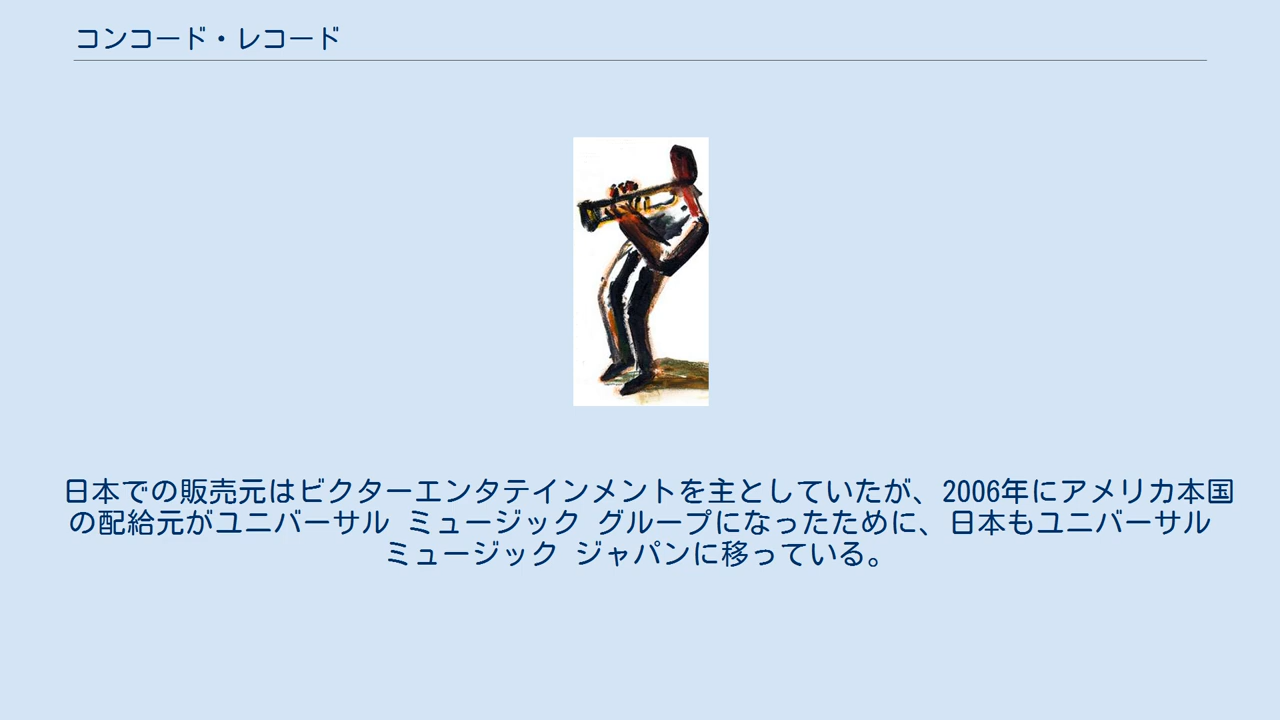 コンコード・レコード
日本での販売元はビクターエンタテインメントを主としていたが、2006年にアメリカ本国
の配給元がユニバーサル ミュージック グループになったために、日本もユニバーサル
ミュージック ジャパンに移っている。